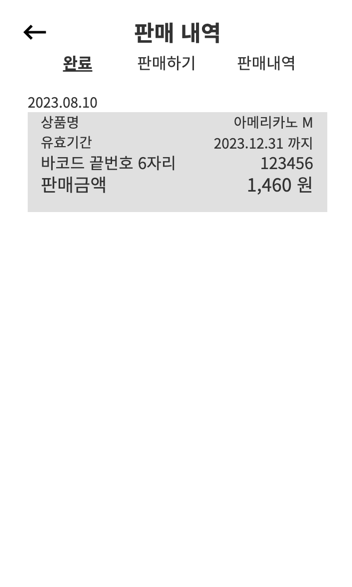 판매 내역
완료 판매하기 판매내역
2023.08.10
상품명 아메리카노 M
유효기간 2023.12.31 까지
바코드 끝번호 6자리 123456
판매금액 1,460 원